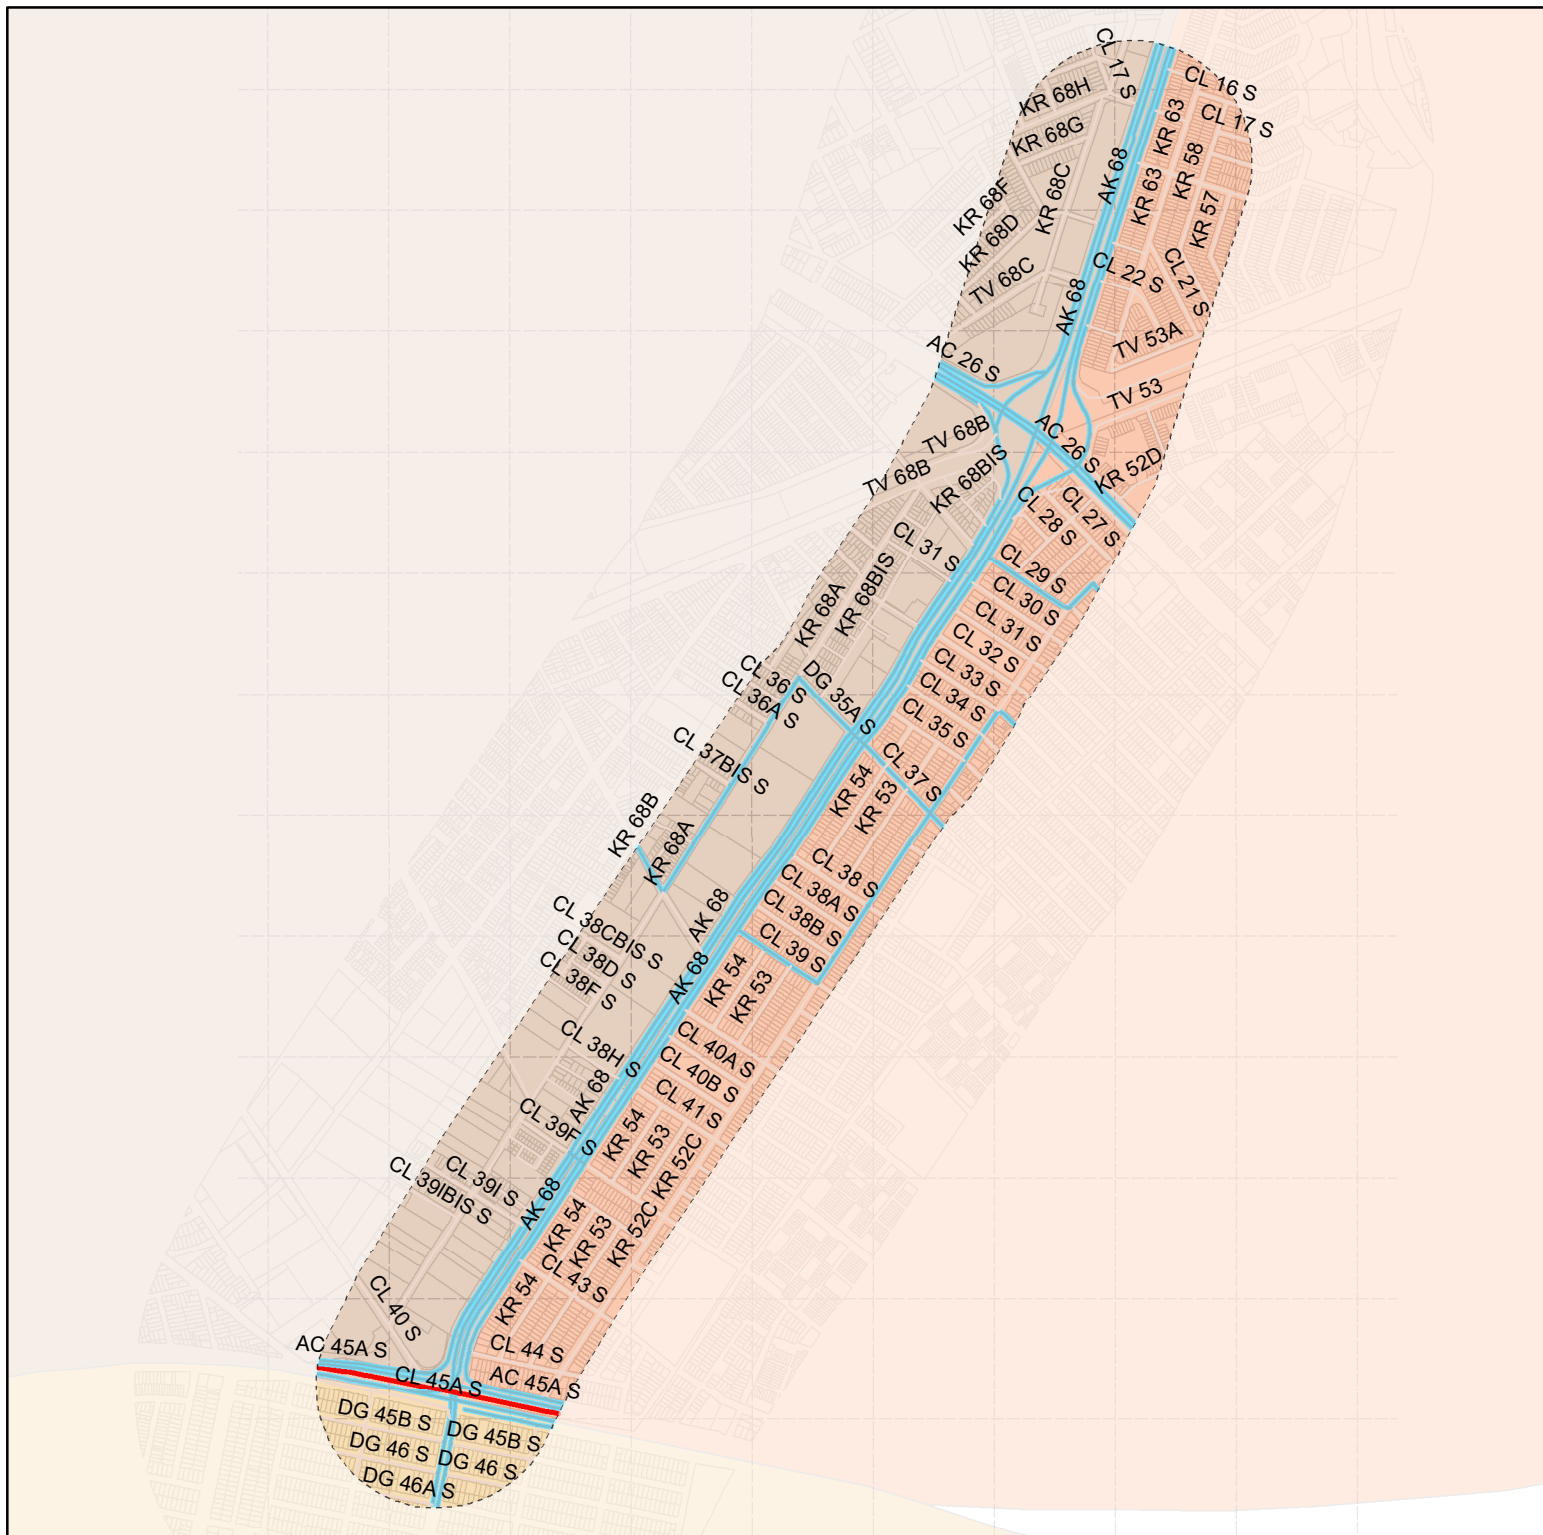 CL 17 S
CL 16 S
KR 68H
CL 17 S
KR 63
KR 68G
KR 58
AK 68
KR 68C
KR 63
KR 68F
KR 57
KR 68D
CL 22 S
TV 68C
CL 21 S
AK 68
TV 53A
AC 26 S
TV 53
TV 68B
AC 26 S
KR 52D
TV 68B
KR 68BIS
CL 27 S
CL 28 S
CL 31 S
CL 29 S
KR 68BIS
CL 30 S
KR 68A
CL 31 S
CL 32 S
CL 33 S
CL 36 S
CL 34 S
DG 35A S
CL 36A S
CL 35 S
CL 37BIS S
CL 37 S
KR 54
KR 53
KR 68B
KR 68A
CL 38 S
CL 38A S
AK 68
CL 38B S
CL 38CBIS S
CL 39 S
CL 38D S
AK 68
KR 54
CL 38F S
KR 53
CL 38H S
CL 40A S
CL 40B S
AK 68
CL 41 S
CL 39F S
KR 54
KR 53
KR 52C
CL 39I S
CL 39IBIS S
AK 68
KR 54
KR 52C
KR 53
CL 43 S
KR 54
CL 40 S
AC 45A S
CL 44 S
CL 45A S
AC 45A S
DG 45B S
DG 45B S
DG 46 S
DG 46 S
DG 46A S